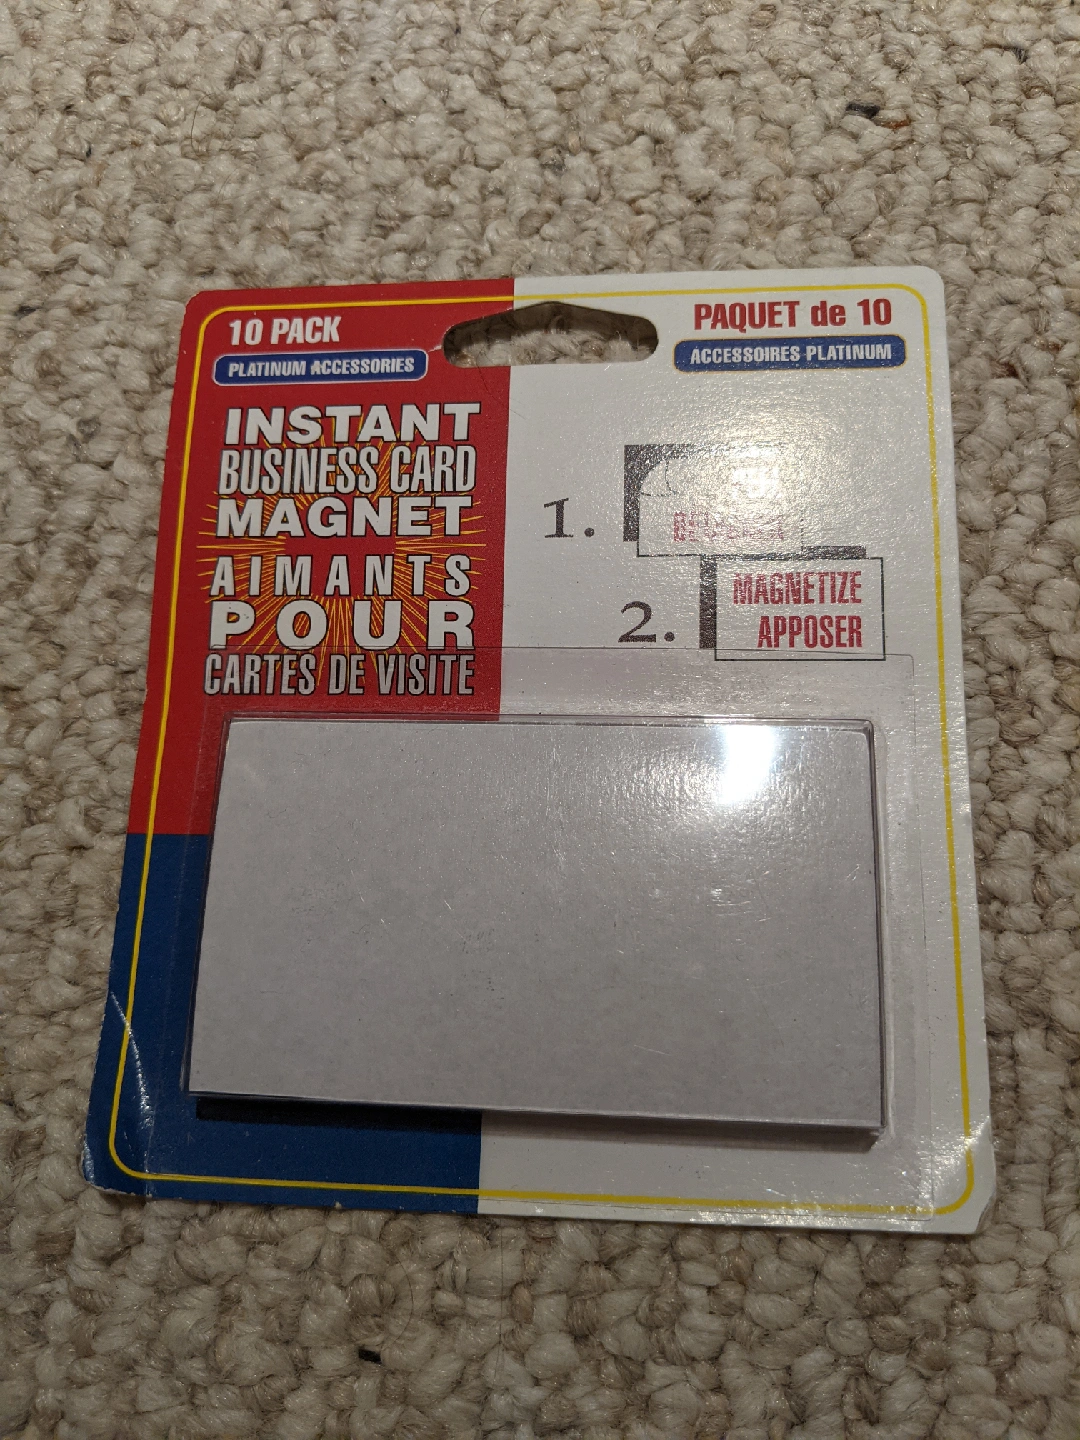 10 PACK
PLATINUM ACCESSORIES
INSTANT
BUSINESS CARD
MAGNET
AIMANTS
POUR
CARTES DE VISITE
PAQUET de 10
ACCESSOIRES PLATINUM
1.
2.
MAGNETIZE
APPOSER